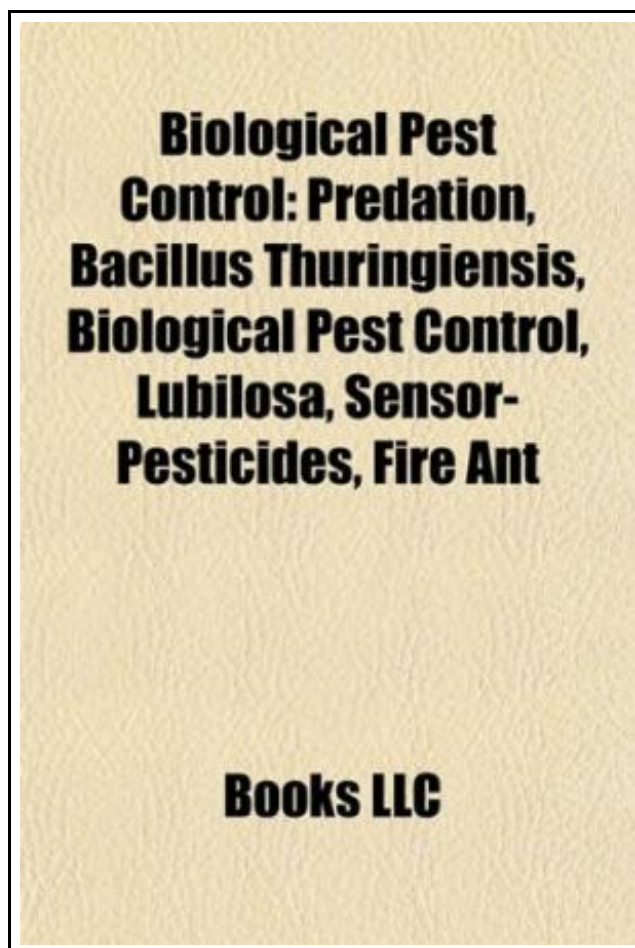 Biological Pest
Control: Predation,
Bacillus Thuringiensis,
Biological Pest Control,
Lubilosa, Sensor-
Pesticides, Fire Ant
Books LLC